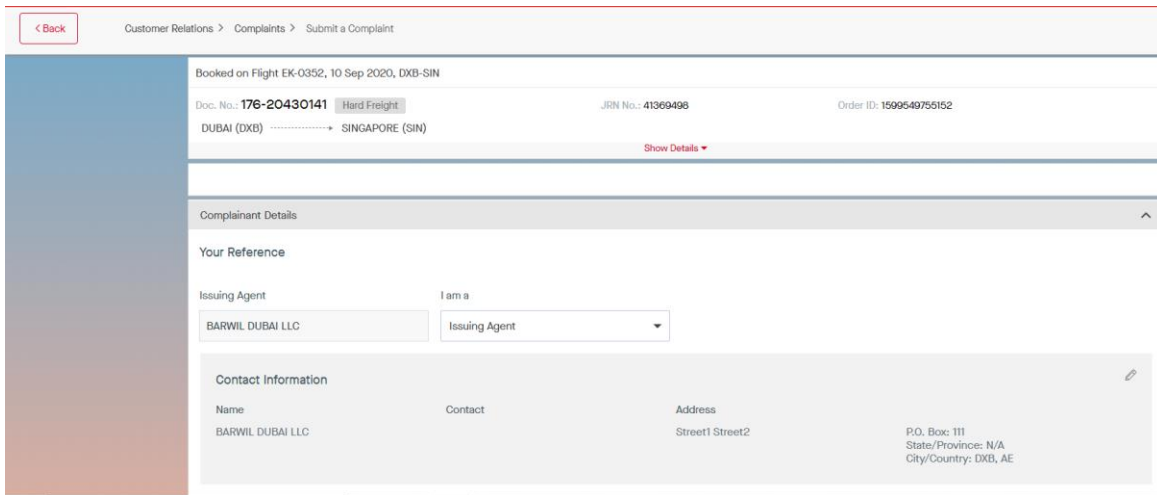 < Back
Customer Relations > Complaints > Submit a Complaint
Booked on Flight EK-0352, 10 Sep 2020, DXB-SIN
Doc. No.: 176-20430141 Hard Freight JRN No.: 41369498 Order ID: 1599549755152
DUBAI (DXB) SINGAPORE (SIN)
Show Details
Complainant Details
Your Reference
Issuing Agent I am a
BARWIL DUBAI LLC Issuing Agent
Contact Information
Name Contact Address
BARWIL DUBAI LLC Street1 Street2 P.O. Box: 111
State/Province: N/A
City/Country: DXB, AE